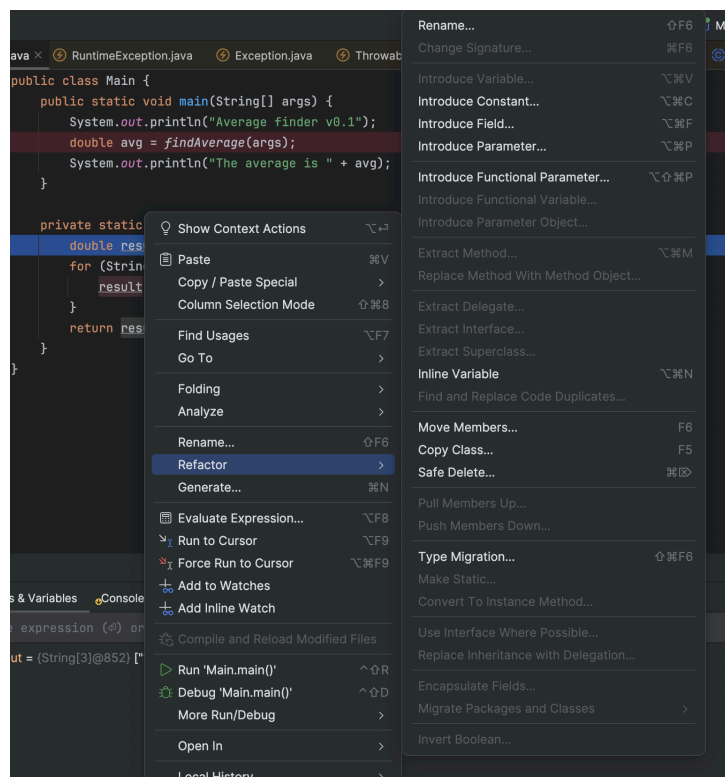 Rename... ⇧F6
Change Signature... ⌘F6
Introduce Variable... ⌥⌘V
Introduce Constant... ⌥⌘C
Introduce Field... ⌥⌘F
Introduce Parameter... ⌥⌘P
Introduce Functional Parameter... ⌥⇧⌘P
Introduce Functional Variable...
Introduce Parameter Object...
Extract Method... ⌥⌘M
Replace Method With Method Object...
Extract Delegate...
Extract Interface...
Extract Superclass...
Inline Variable ⌥⌘N
Find and Replace Code Duplicates...
Move Members... F6
Copy Class... F5
Safe Delete... ⌘⌦
Pull Members Up...
Push Members Down...
Type Migration... ⇧⌘F6
Make Static...
Convert To Instance Method...
Use Interface Where Possible...
Replace Inheritance with Delegation...
Encapsulate Fields...
Migrate Packages and Classes >
Invert Boolean...
M
ava × RuntimeException.java Exception.java Throwab
public class Main {
public static void main(String[] args) {
System.out.println("Average finder v0.1");
double avg = findAverage(args);
System.out.println("The average is " + avg);
}
private static
double res
for (Strin
result
}
return res
}
}
Show Context Actions ⌥⏎
Paste ⌘V
Copy / Paste Special >
Column Selection Mode ⇧⌘8
Find Usages ⌥F7
Go To >
Folding >
Analyze >
Rename... ⇧F6
Refactor >
Generate... ⌘N
Evaluate Expression... ⌥F8
Run to Cursor ⌥F9
Force Run to Cursor ⌥⌘F9
Add to Watches
Add Inline Watch
Compile and Reload Modified Files
Run 'Main.main()' ^⇧R
Debug 'Main.main()' ^⇧D
More Run/Debug >
Open In >
Local History >
s & Variables Console
expression (⏎) or
ut = {String[3]@852} ["